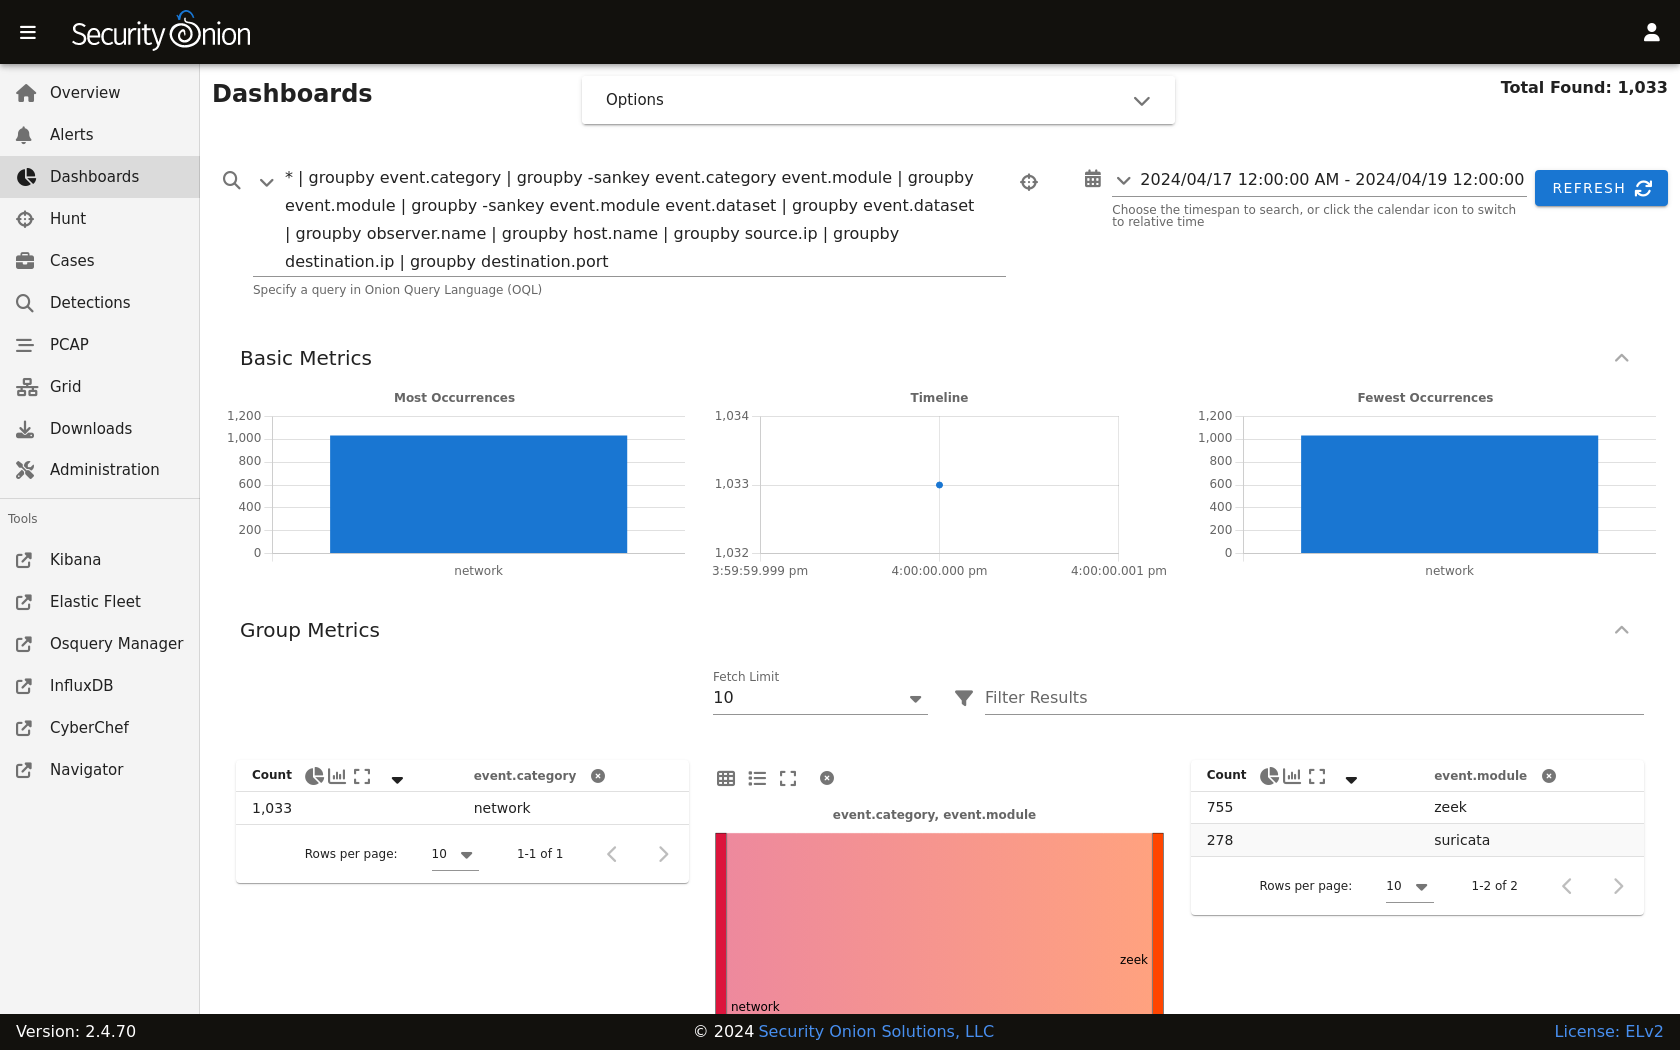 Security Onion
Overview
Alerts
Dashboards
Hunt
Cases
Detections
PCAP
Grid
Downloads
Administration
Tools
Kibana
Elastic Fleet
Osquery Manager
InfluxDB
CyberChef
Navigator
Dashboards
Options
Total Found: 1,033
* | groupby event.category | groupby -sankey event.category event.module | groupby
event.module | groupby -sankey event.module event.dataset | groupby event.dataset
| groupby observer.name | groupby host.name | groupby source.ip | groupby
destination.ip | groupby destination.port
Specify a query in Onion Query Language (OQL)
2024/04/17 12:00:00 AM - 2024/04/19 12:00:00
Choose the timespan to search, or click the calendar icon to switch
to relative time
REFRESH
Basic Metrics
Most Occurrences
1,200
1,000
800
600
400
200
0
network
Timeline
1,034
1,033
1,032
3:59:59.999 pm 4:00:00.000 pm 4:00:00.001 pm
Fewest Occurrences
1,200
1,000
800
600
400
200
0
network
Group Metrics
Fetch Limit
10
Filter Results
Count event.category
1,033 network
Rows per page: 10 1-1 of 1
event.category, event.module
zeek
network
Count event.module
755 zeek
278 suricata
Rows per page: 10 1-2 of 2
Version: 2.4.70
© 2024 Security Onion Solutions, LLC
License: ELv2